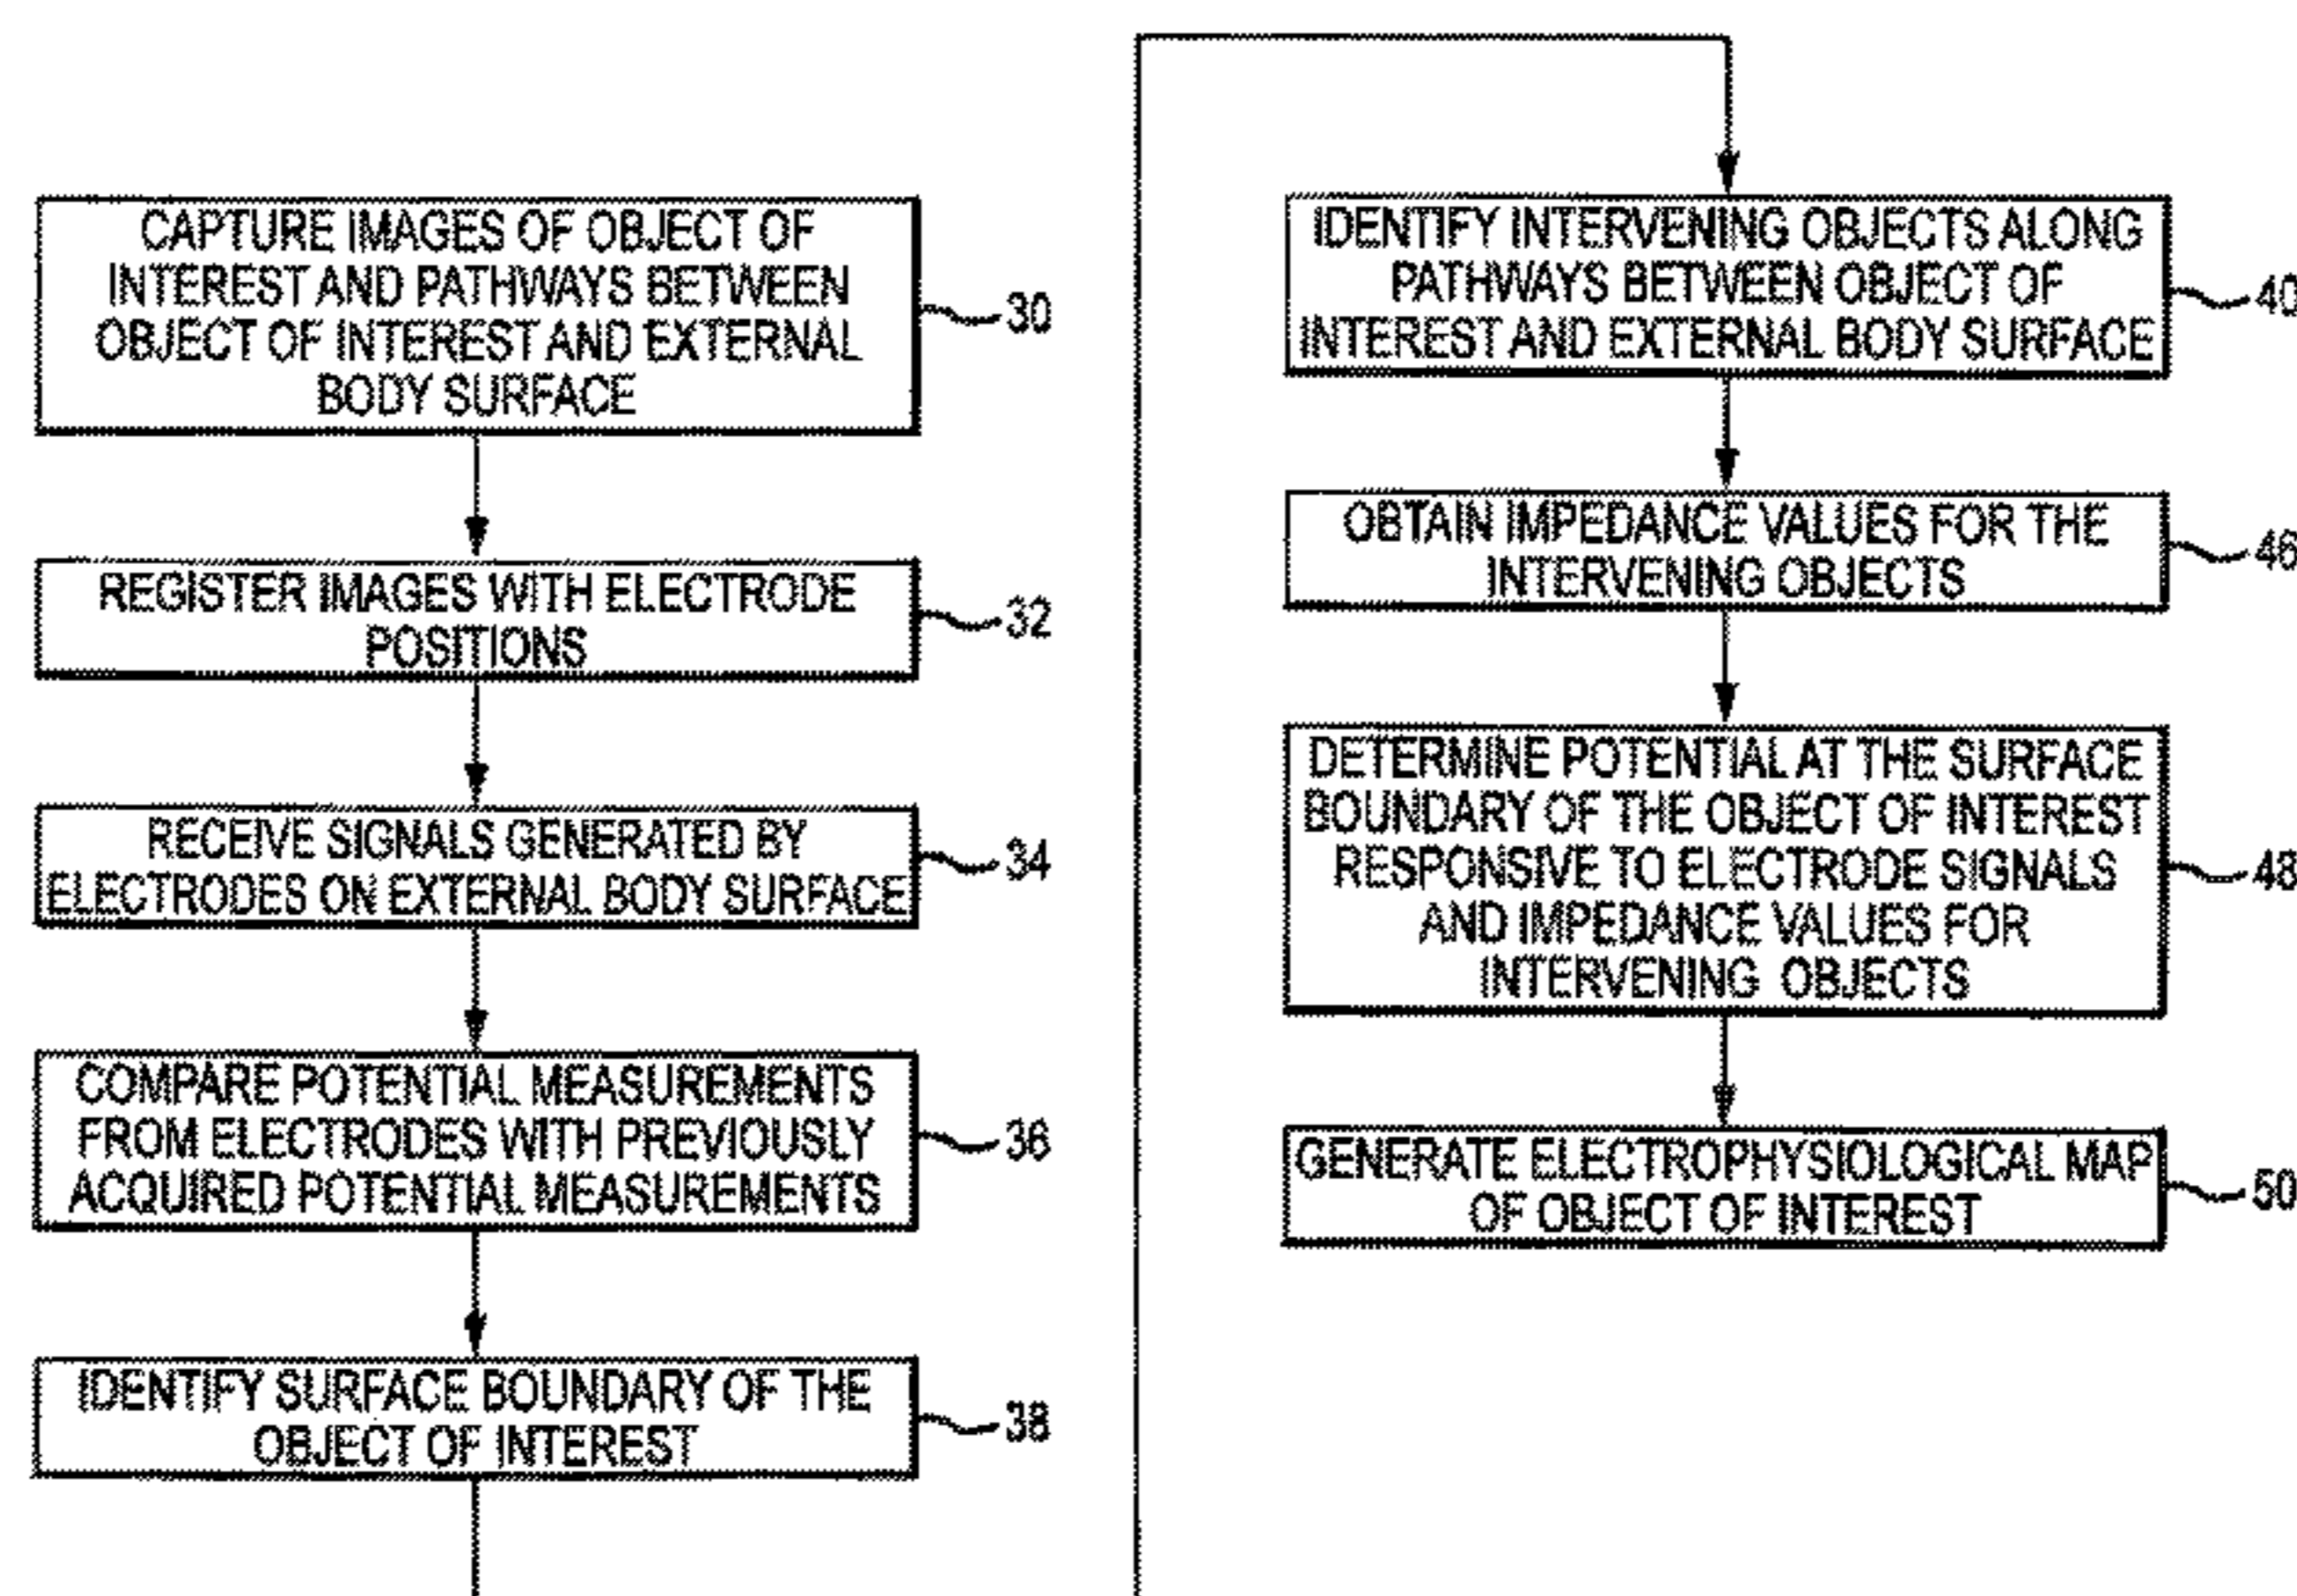 CAPTURE IMAGES OF OBJECT OF
INTEREST AND PATHWAYS BETWEEN
OBJECT OF INTEREST AND EXTERNAL
BODY SURFACE
30
REGISTER IMAGES WITH ELECTRODE
POSITIONS
32
RECEIVE SIGNALS GENERATED BY
ELECTRODES ON EXTERNAL BODY SURFACE
34
COMPARE POTENTIAL MEASUREMENTS
FROM ELECTRODES WITH PREVIOUSLY
ACQUIRED POTENTIAL MEASUREMENTS
36
IDENTIFY SURFACE BOUNDARY OF THE
OBJECT OF INTEREST
38
IDENTIFY INTERVENING OBJECTS ALONG
PATHWAYS BETWEEN OBJECT OF
INTEREST AND EXTERNAL BODY SURFACE
40
OBTAIN IMPEDANCE VALUES FOR THE
INTERVENING OBJECTS
46
DETERMINE POTENTIAL AT THE SURFACE
BOUNDARY OF THE OBJECT OF INTEREST
RESPONSIVE TO ELECTRODE SIGNALS
AND IMPEDANCE VALUES FOR
INTERVENING OBJECTS
48
GENERATE ELECTROPHYSIOLOGICAL MAP
OF OBJECT OF INTEREST
50